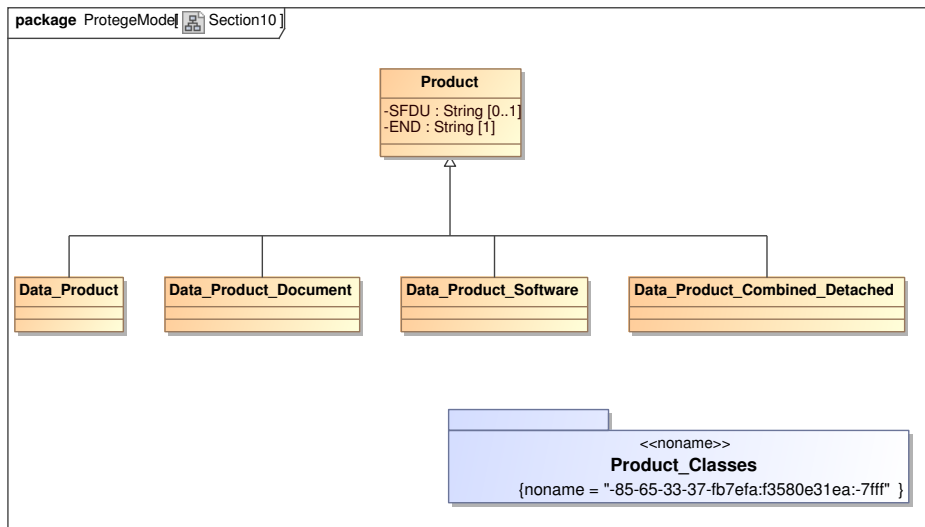 package ProtegeModel[ Section10 ]
Product
-SFDU : String [0..1]
-END : String [1]
Data_Product
Data_Product_Document
Data_Product_Software
Data_Product_Combined_Detached
<<noname>>
Product_Classes
{noname = "-85-65-33-37-fb7efa:f3580e31ea:-7fff" }